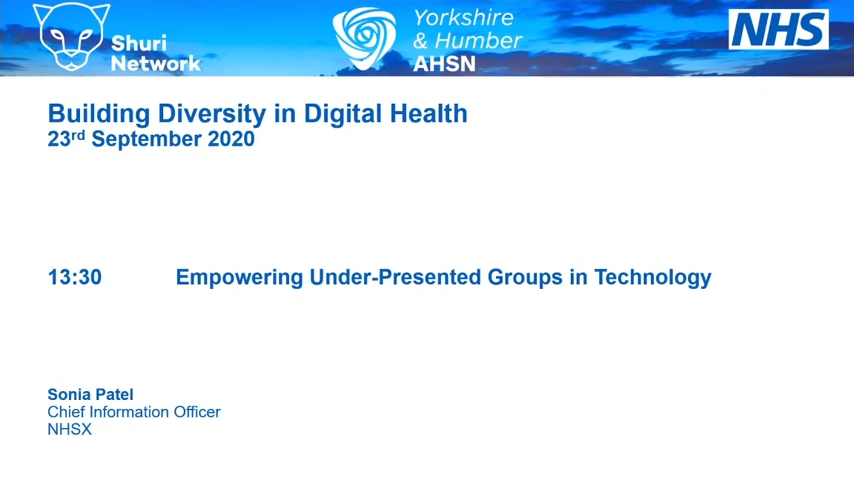 Shuri
Network
Yorkshire
& Humber
AHSN
NHS
Building Diversity in Digital Health
23rd September 2020
13:30 Empowering Under-Presented Groups in Technology
Sonia Patel
Chief Information Officer
NHSX